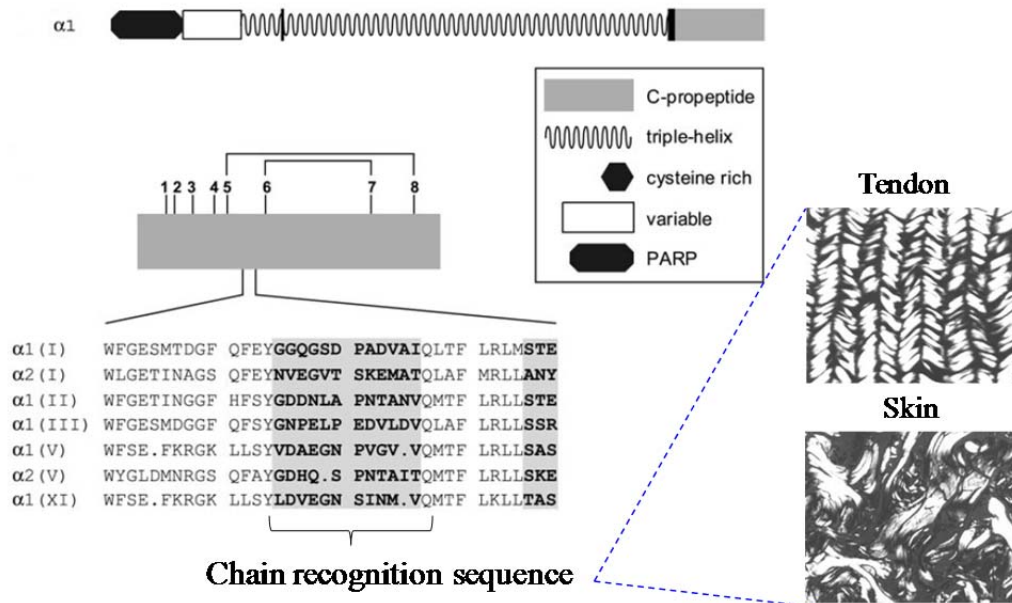 α1
C-propeptide
triple-helix
cysteine rich
variable
PARP
1 2 3 4 5 6 7 8
α1(I) WFGESMTDGF QFEYGGQGSD PADVAIQLTF LRLMSTE
α2(I) WLGETINAGS QFEYNVEGVT SKEMATQLAF MRLLANY
α1(II) WFGETINGGF HFSYGDDNLA PNTANVQMTF LRLLSTE
α1(III) WFGESMDGGF QFSYGNPELP EDVLDVQLAF LRLLSSR
α1(V) WFSE.FKRGK LLSYVDAEGN PVGV.VQMTF LRLLSAS
α2(V) WYGLDMNRGS QFAYGDHQ.S PNTAITQMTF LRLLSKE
α1(XI) WFSE.FKRGK LLSYLDVEGN SINM.VQMTF LKLLTAS
Chain recognition sequence
Tendon
Skin